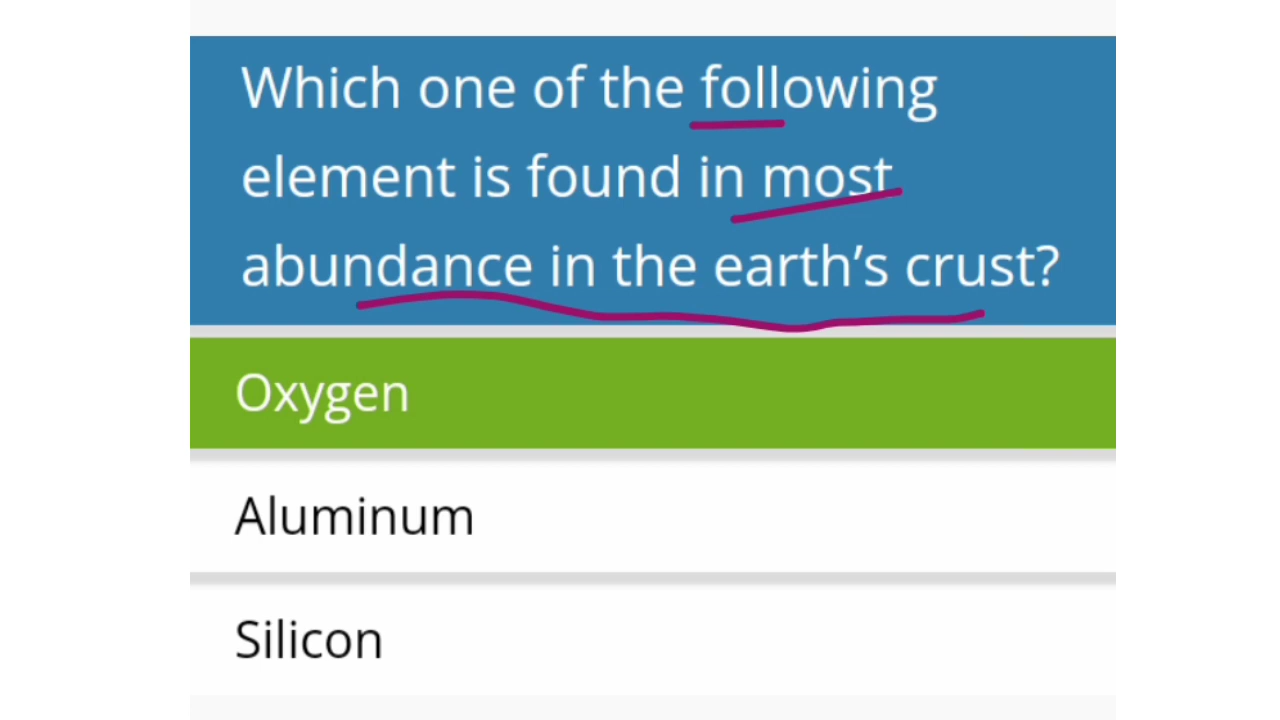 Which one of the following
element is found in most
abundance in the earth’s crust?
Oxygen
Aluminum
Silicon